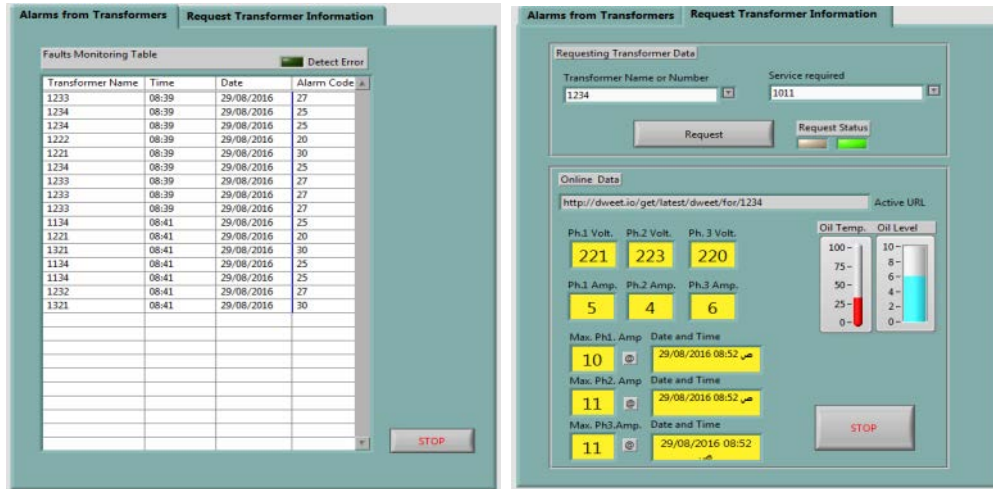 Alarms from Transformers Request Transformer Information
Faults Monitoring Table
Detect Error
Transformer Name Time Date Alarm Code
1233 08:39 29/08/2016 27
1234 08:39 29/08/2016 25
1234 08:39 29/08/2016 25
1222 08:39 29/08/2016 20
1221 08:39 29/08/2016 30
1234 08:39 29/08/2016 25
1233 08:39 29/08/2016 27
1233 08:39 29/08/2016 27
1233 08:39 29/08/2016 27
1134 08:41 29/08/2016 25
1221 08:41 29/08/2016 20
1321 08:41 29/08/2016 30
1134 08:41 29/08/2016 25
1134 08:41 29/08/2016 25
1232 08:41 29/08/2016 27
1321 08:41 29/08/2016 30
STOP
Alarms from Transformers Request Transformer Information
Requesting Transformer Data
Transformer Name or Number Service required
1234 1011
Request
Request Status
Online Data
http://dweet.io/get/latest/dweet/for/1234 Active URL
Ph.1 Volt. Ph.2 Volt. Ph. 3 Volt.
221 223 220
Ph.1 Amp. Ph.2 Amp. Ph.3 Amp.
5 4 6
Max. Ph1. Amp Date and Time
10 @ 29/08/2016 08:52 ص
Max. Ph2. Amp Date and Time
11 @ 29/08/2016 08:52 ص
Max. Ph3.Amp. Date and Time
11 @ 29/08/2016 08:52
ص
Oil Temp. Oil Level
100 10
75 8
50 6
25 4
0 2
0
STOP